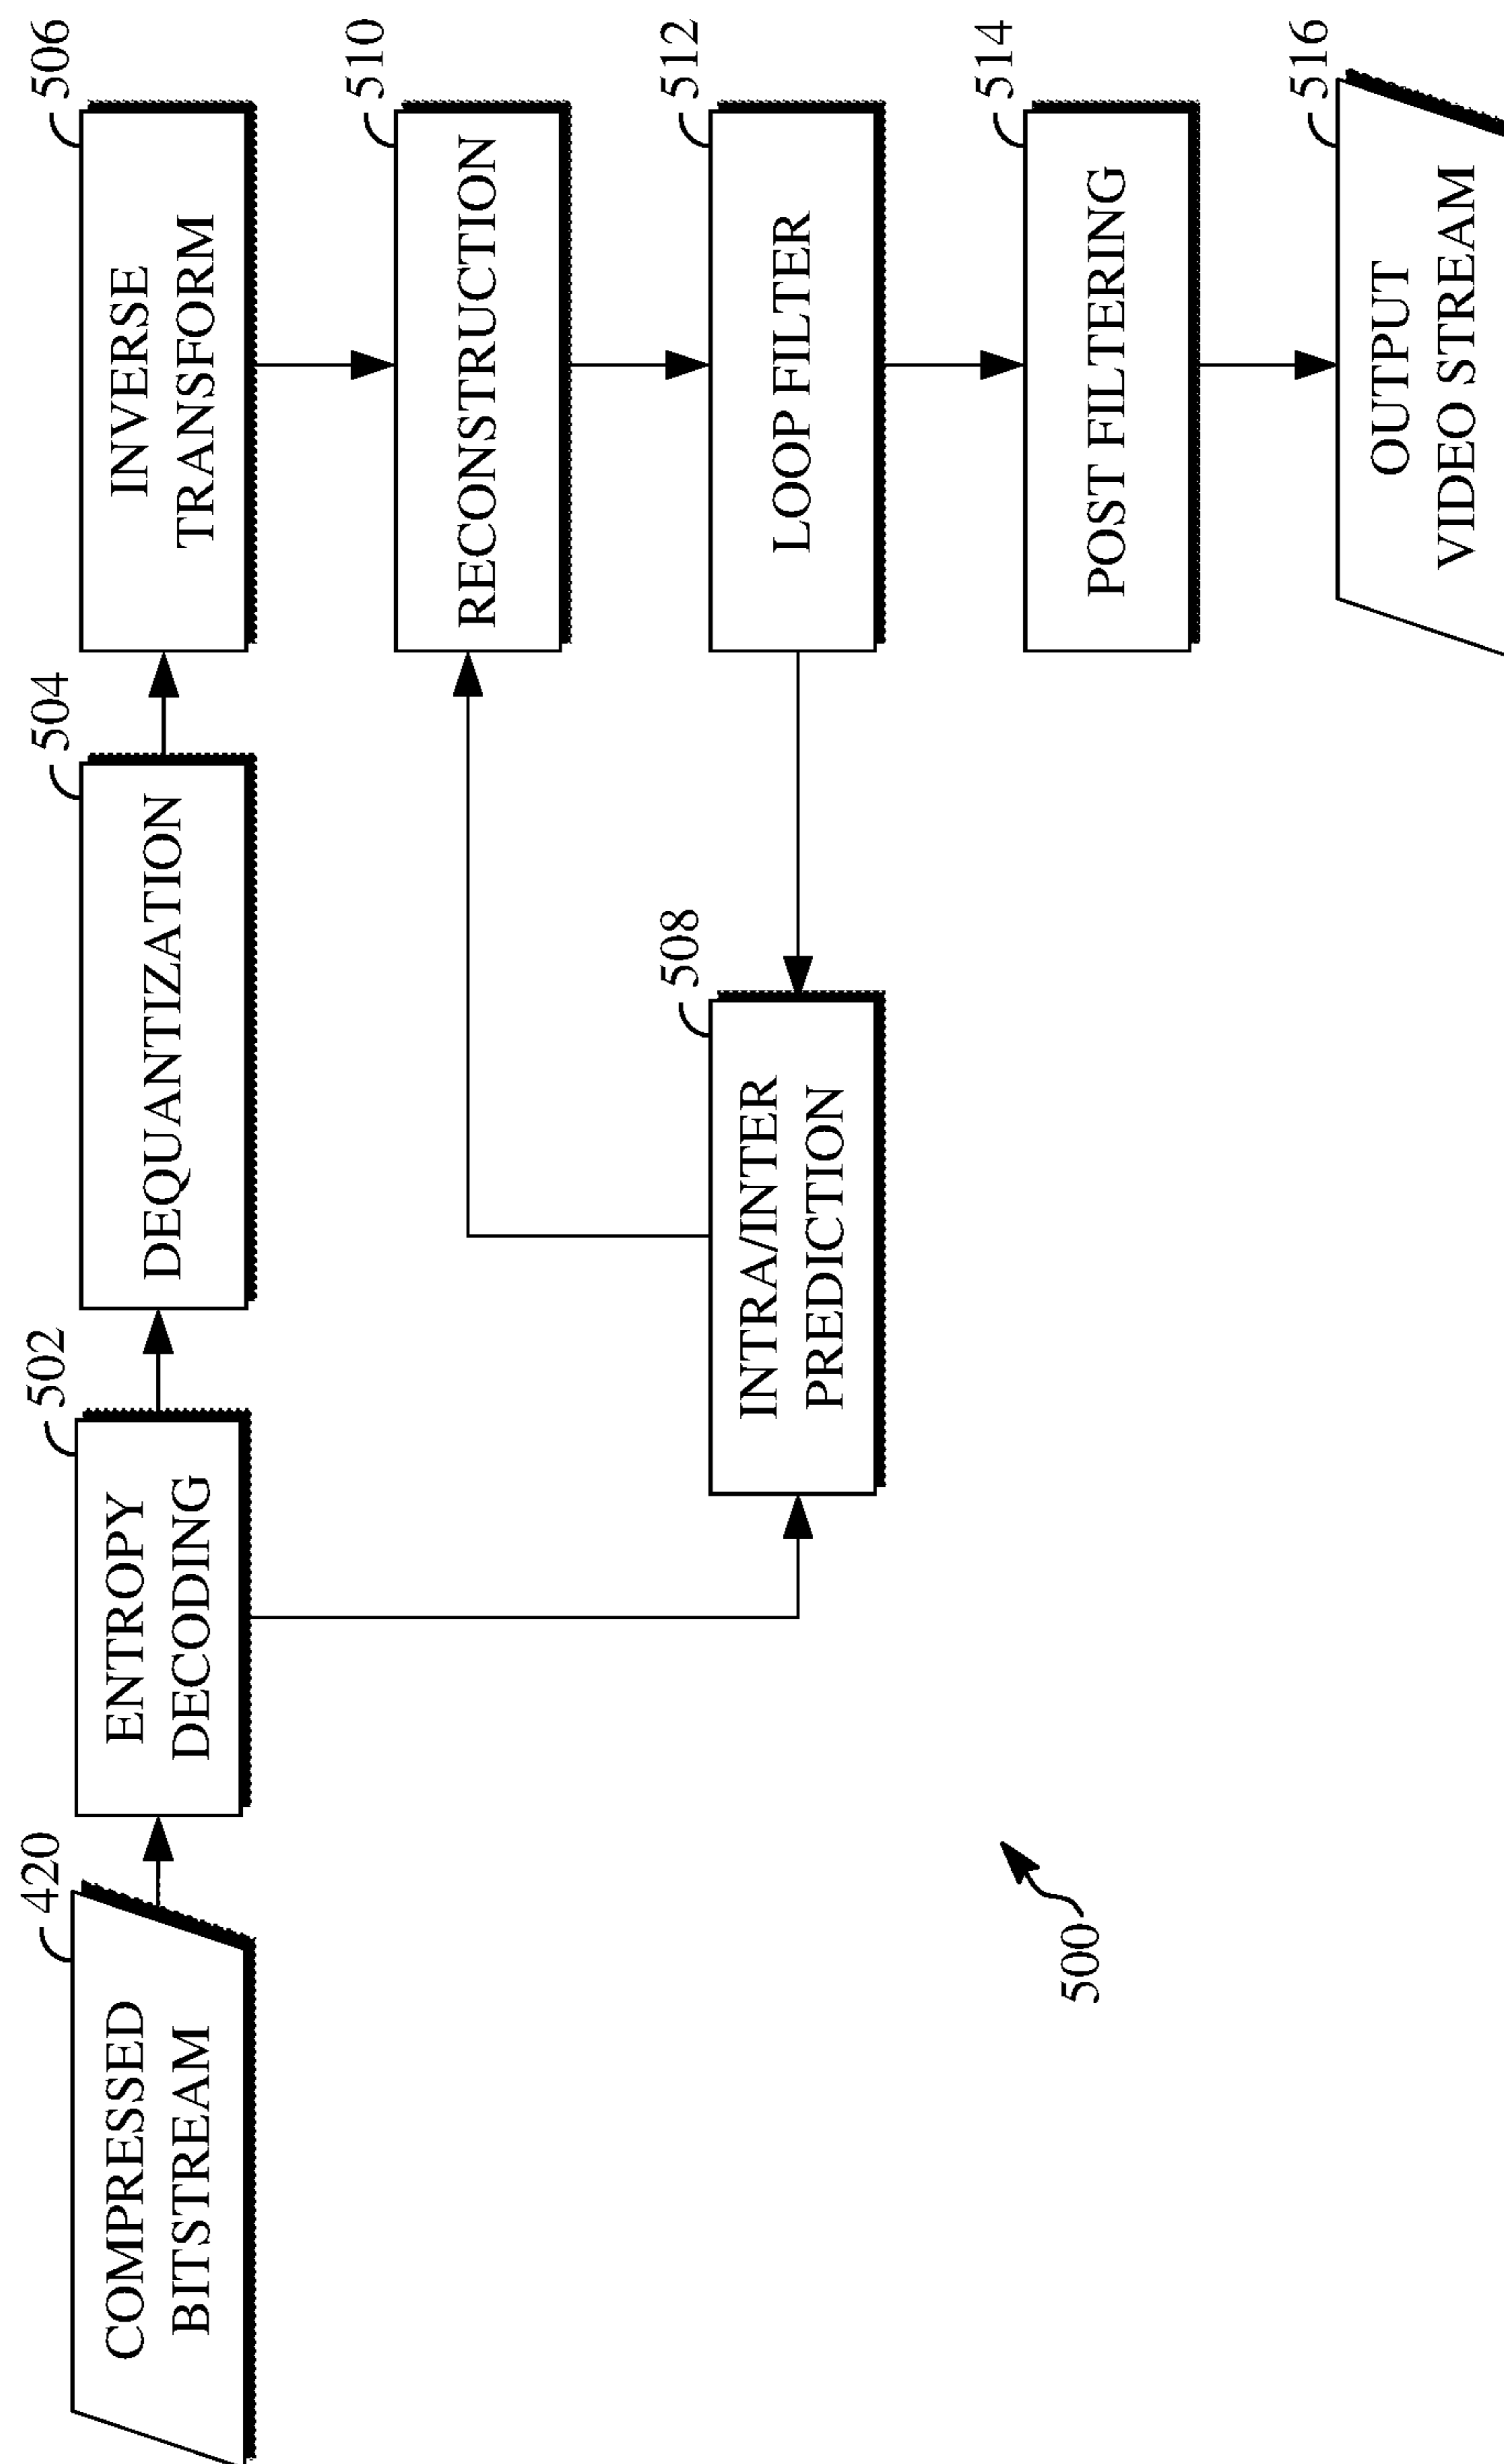 420
COMPRESSED
BITSTREAM
502
ENTROPY
DECODING
504
DEQUANTIZATION
506
INVERSE
TRANSFORM
510
RECONSTRUCTION
508
INTRA/INTER
PREDICTION
512
LOOP FILTER
514
POST FILTERING
516
OUTPUT
VIDEO STREAM
500